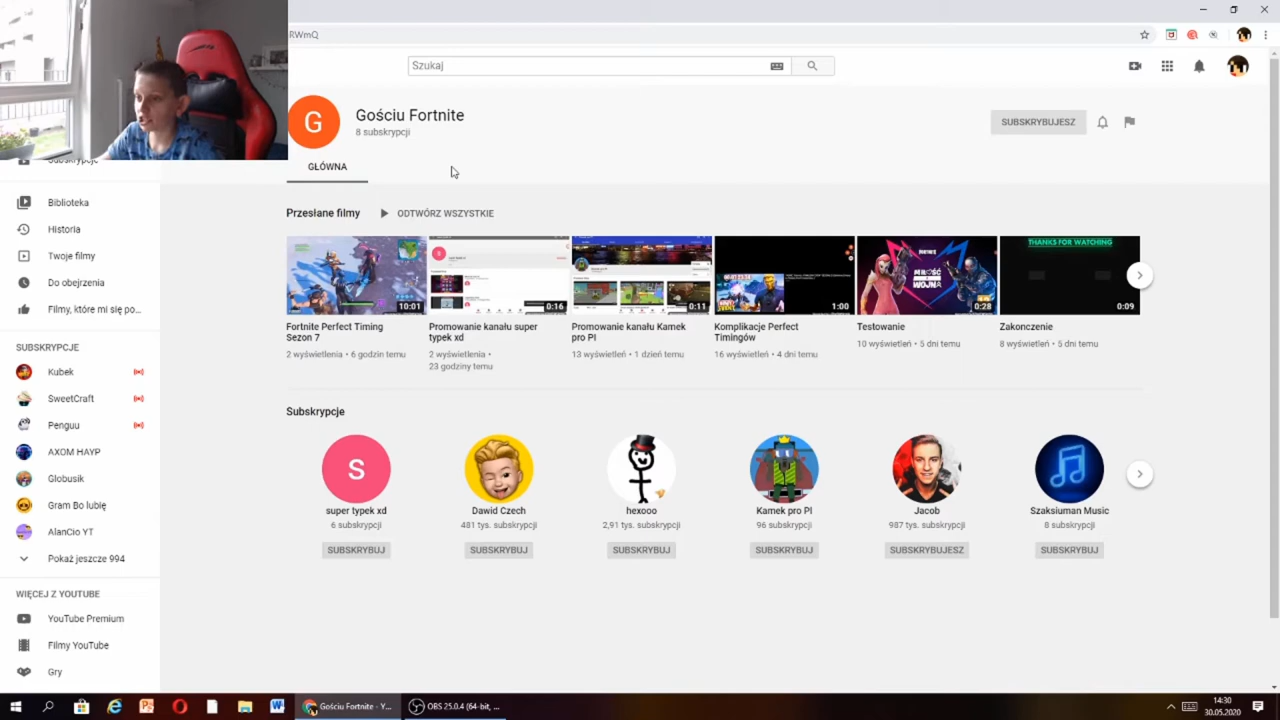 RWmQ
Szukaj
G
Gościu Fortnite
8 subskrypcji
SUBSKRYBUJESZ
GŁÓWNA
Subskrypcje
Biblioteka
Historia
Twoje filmy
Do obejrzenia
Filmy, które mi się po...
SUBSKRYPCJE
Kubek
SweetCraft
Penguu
AXOM HAYP
Globusik
Gram Bo lubię
AlanCio YT
Pokaż jeszcze 994
WIĘCEJ Z YOUTUBE
YouTube Premium
Filmy YouTube
Gry
Przesłane filmy
ODTWÓRZ WSZYSTKIE
10:01
S
0:16
0:11
1:00
MIŁOŚĆ
WOJNA
0:28
THANKS FOR WATCHING
0:09
Fortnite Perfect Timing
Sezon 7
2 wyświetlenia • 6 godzin temu
Promowanie kanału super
typek xd
2 wyświetlenia •
23 godziny temu
Promowanie kanału Kamek
pro Pl
13 wyświetleń • 1 dzień temu
Komplikacje Perfect
Timingów
16 wyświetleń • 4 dni temu
Testowanie
10 wyświetleń • 5 dni temu
Zakonczenie
8 wyświetleń • 5 dni temu
Subskrypcje
S
super typek xd
6 subskrypcji
SUBSKRYBUJ
Dawid Czech
481 tys. subskrypcji
SUBSKRYBUJ
hexooo
2,91 tys. subskrypcji
SUBSKRYBUJ
Kamek pro Pl
96 subskrypcji
SUBSKRYBUJ
Jacob
987 tys. subskrypcji
SUBSKRYBUJESZ
Szaksiuman Music
8 subskrypcji
SUBSKRYBUJ
Gościu Fortnite - Y...
OBS 25.0.4 (64-bit, ...
14:30
30.05.2020